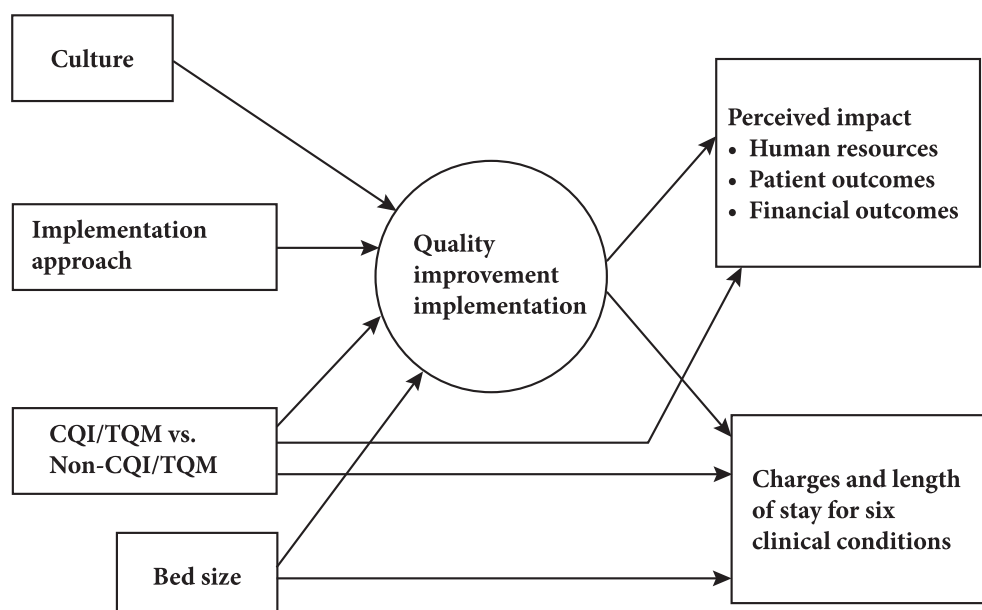 Culture
Implementation
approach
CQI/TQM vs.
Non-CQI/TQM
Bed size
Quality
improvement
implementation
Perceived impact
• Human resources
• Patient outcomes
• Financial outcomes
Charges and length
of stay for six
clinical conditions